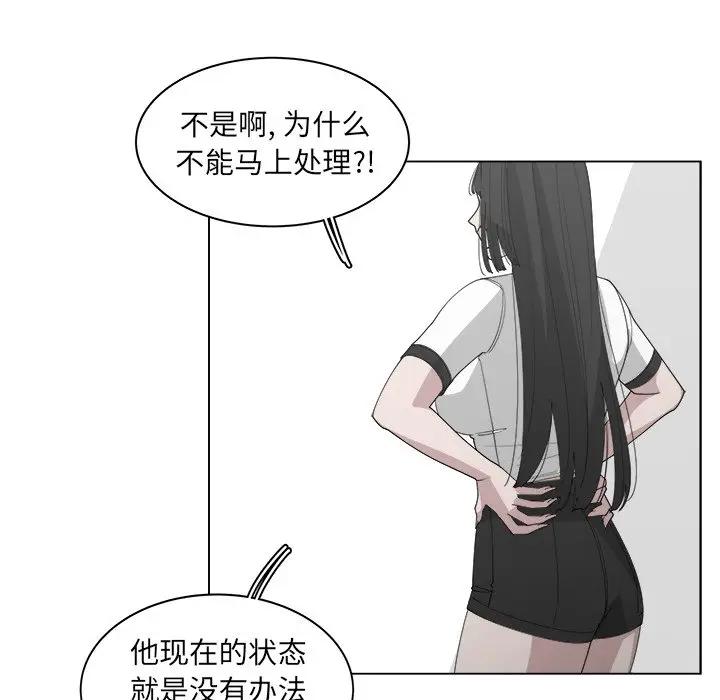 不是啊, 为什么
不能马上处理?!
他现在的状态
就是没有办法